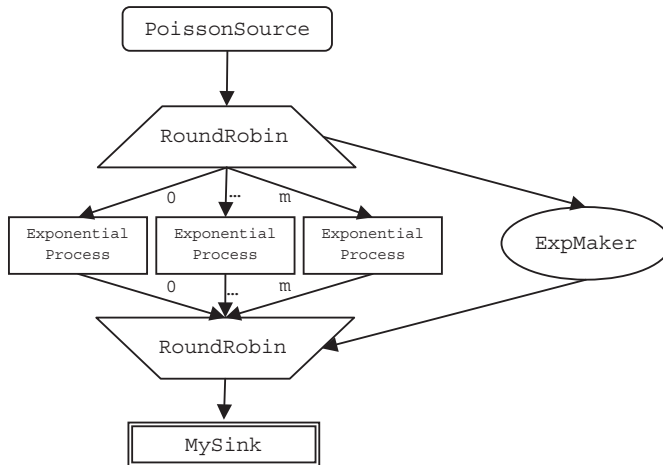 PoissonSource
RoundRobin
0 ... m
Exponential Exponential Exponential
Process Process Process
ExpMaker
0 ... m
RoundRobin
MySink